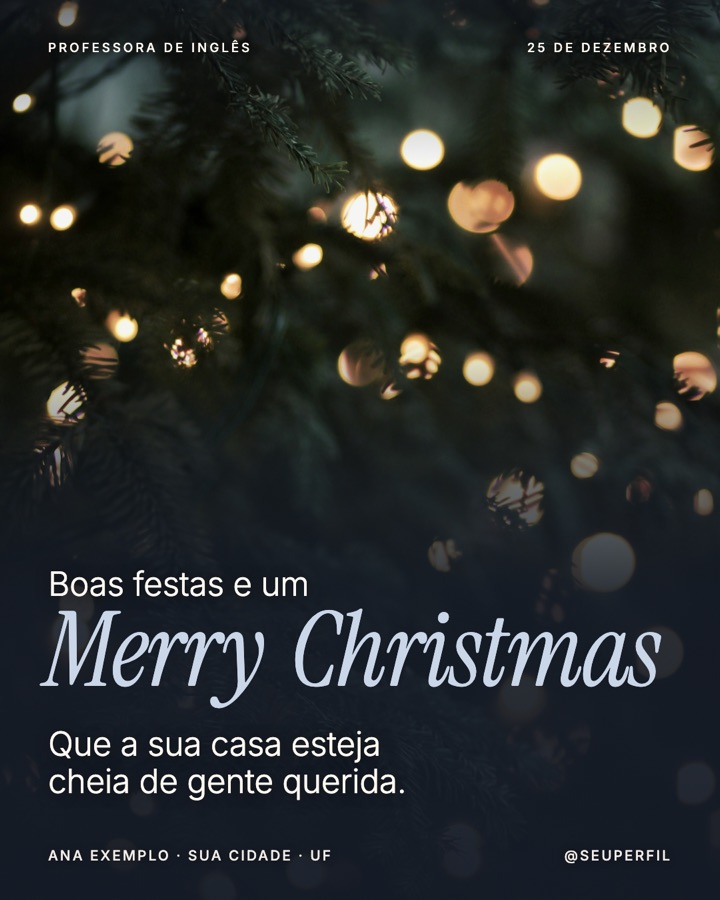 PROFESSORA DE INGLÊS
25 DE DEZEMBRO
Boas festas e um
Merry Christmas
Que a sua casa esteja
cheia de gente querida.
ANA EXEMPLO · SUA CIDADE · UF
@SEUPERFIL